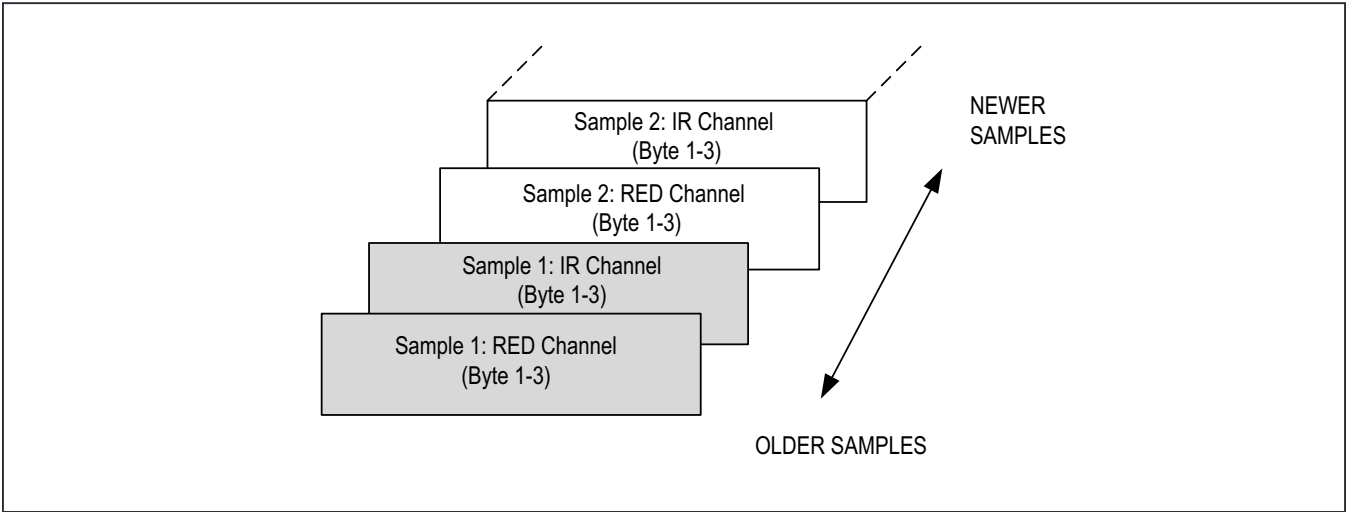 Sample 2: IR Channel
(Byte 1-3)
Sample 2: RED Channel
(Byte 1-3)
Sample 1: IR Channel
(Byte 1-3)
Sample 1: RED Channel
(Byte 1-3)
NEWER
SAMPLES
OLDER SAMPLES